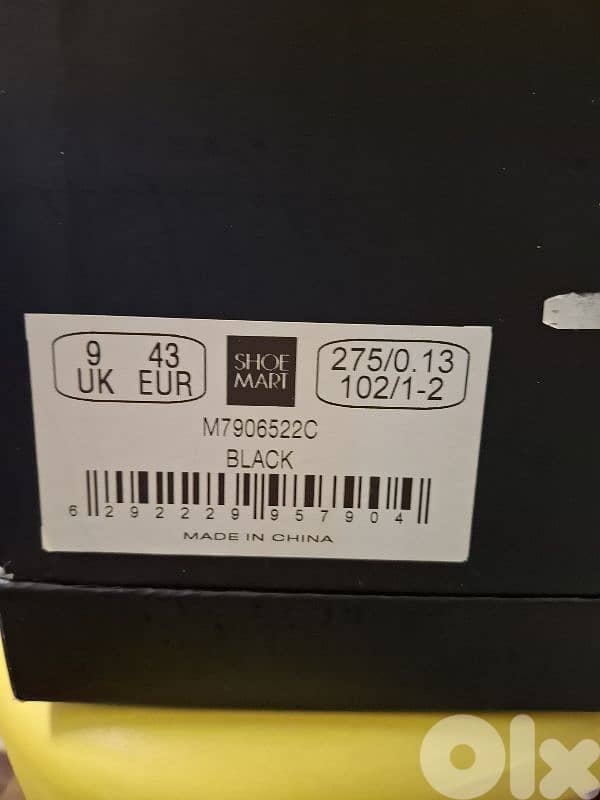 9 43
UK EUR
SHOE
MART
275/0.13
102/1-2
M7906522C
BLACK
6 292229 957904
MADE IN CHINA
Olx